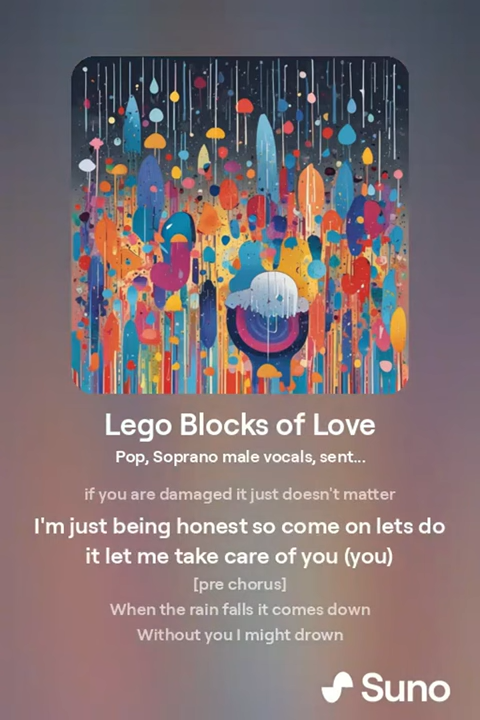 Lego Blocks of Love
Pop, Soprano male vocals, sent...
if you are damaged it just doesn't matter
I'm just being honest so come on lets do
it let me take care of you (you)
[pre chorus]
When the rain falls it comes down
Without you I might drown
Suno